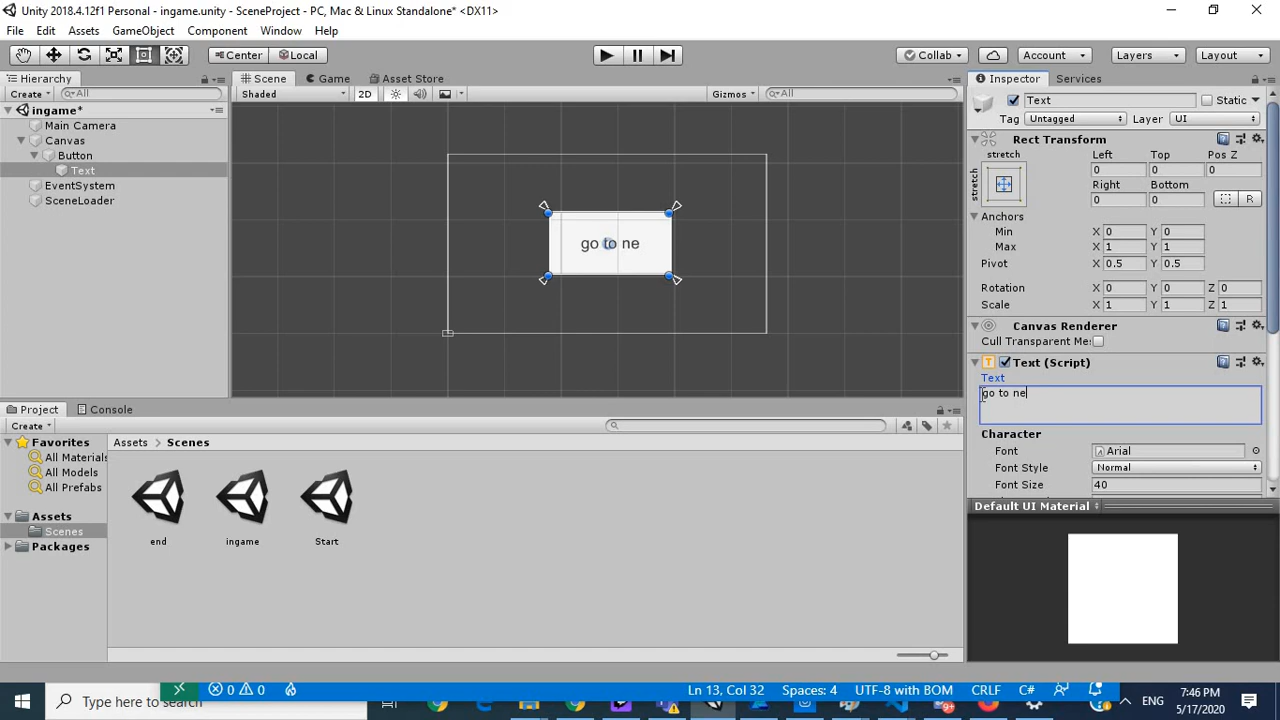 Unity 2018.4.12f1 Personal - ingame.unity - SceneProject - PC, Mac & Linux Standalone* <DX11>
File Edit Assets GameObject Component Window Help
Center Local Collab Account Layers Layout
Hierarchy
Create All
ingame*
Main Camera
Canvas
Button
Text
EventSystem
SceneLoader
Scene Game Asset Store
Shaded 2D Gizmos All
go to ne
Inspector Services
Text Static
Tag Untagged Layer UI
Rect Transform
stretch
stretch
Left Top Pos Z
0 0 0
Right Bottom
0 0
R
Anchors
Min X 0 Y 0
Max X 1 Y 1
Pivot X 0.5 Y 0.5
Rotation X 0 Y 0 Z 0
Scale X 1 Y 1 Z 1
Canvas Renderer
Cull Transparent Me
Text (Script)
Text
go to ne
Character
Font Arial
Font Style Normal
Font Size 40
Default UI Material
Project Console
Create
Favorites
All Materials
All Models
All Prefabs
Assets
Scenes
Packages
Assets > Scenes
end ingame Start
Type here to search
0 0
Ln 13, Col 32 Spaces: 4 UTF-8 with BOM CRLF C#
ENG
7:46 PM
5/17/2020